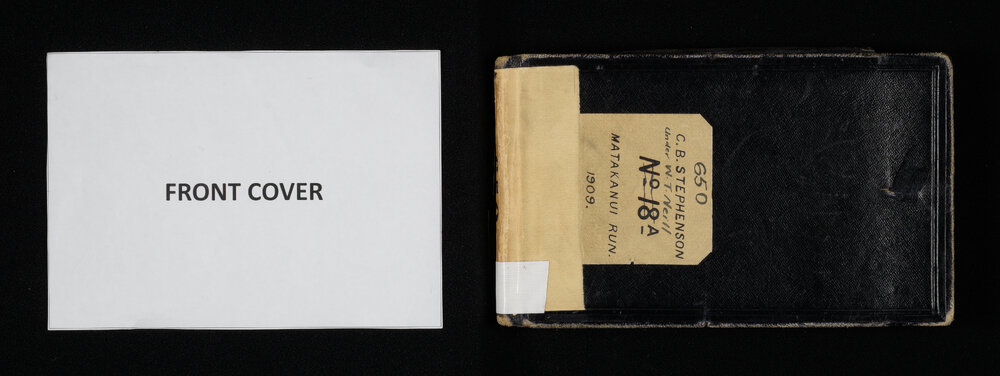 FRONT COVER
650
C. B. STEPHENSON
Under W. T. Neill
No 18A
MATAKANUI RUN.
1909.